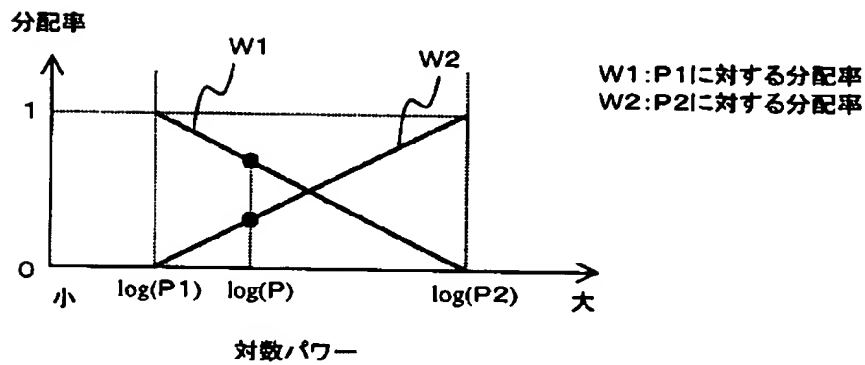 分配率
W1
W2
W1:P1に対する分配率
W2:P2に対する分配率
1
0
小
log(P1)
log(P)
log(P2)
大
対数パワー